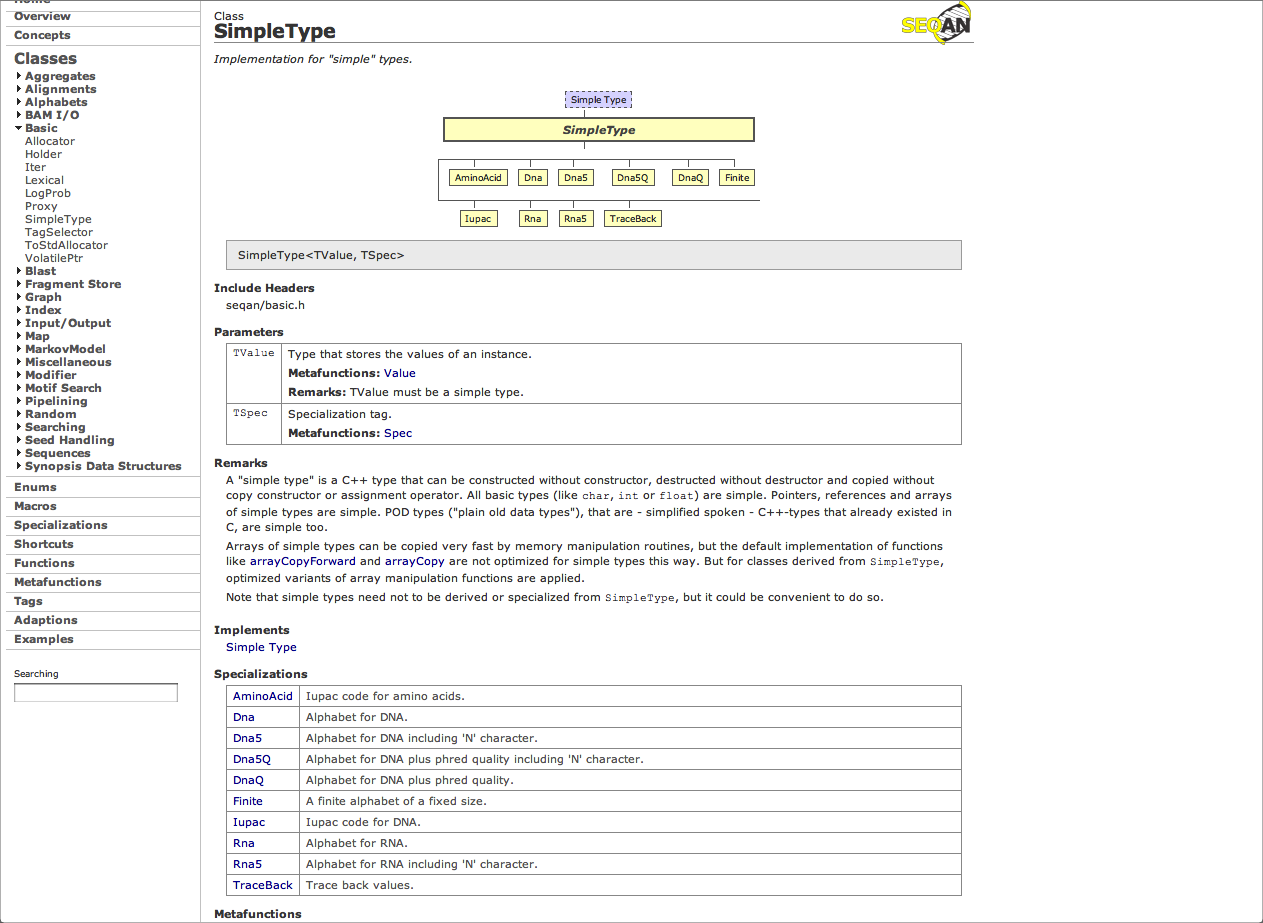 Home
Overview
Concepts
Classes
Aggregates
Alignments
Alphabets
BAM I/O
Basic
Allocator
Holder
Iter
Lexical
LogProb
Proxy
SimpleType
TagSelector
ToStdAllocator
VolatilePtr
Blast
Fragment Store
Graph
Index
Input/Output
Map
MarkovModel
Miscellaneous
Modifier
Motif Search
Pipelining
Random
Searching
Seed Handling
Sequences
Synopsis Data Structures
Enums
Macros
Specializations
Shortcuts
Functions
Metafunctions
Tags
Adaptions
Examples
Searching
Class
SimpleType
SEQAN
Implementation for "simple" types.
Simple Type
SimpleType
AminoAcid Dna Dna5 Dna5Q DnaQ Finite
Iupac Rna Rna5 TraceBack
SimpleType<TValue, TSpec>
Include Headers
seqan/basic.h
Parameters
TValue Type that stores the values of an instance.
Metafunctions: Value
Remarks: TValue must be a simple type.
TSpec Specialization tag.
Metafunctions: Spec
Remarks
A "simple type" is a C++ type that can be constructed without constructor, destructed without destructor and copied without
copy constructor or assignment operator. All basic types (like char, int or float) are simple. Pointers, references and arrays
of simple types are simple. POD types ("plain old data types"), that are - simplified spoken - C++-types that already existed in
C, are simple too.
Arrays of simple types can be copied very fast by memory manipulation routines, but the default implementation of functions
like arrayCopyForward and arrayCopy are not optimized for simple types this way. But for classes derived from SimpleType,
optimized variants of array manipulation functions are applied.
Note that simple types need not to be derived or specialized from SimpleType, but it could be convenient to do so.
Implements
Simple Type
Specializations
AminoAcid Iupac code for amino acids.
Dna Alphabet for DNA.
Dna5 Alphabet for DNA including 'N' character.
Dna5Q Alphabet for DNA plus phred quality including 'N' character.
DnaQ Alphabet for DNA plus phred quality.
Finite A finite alphabet of a fixed size.
Iupac Iupac code for DNA.
Rna Alphabet for RNA.
Rna5 Alphabet for RNA including 'N' character.
TraceBack Trace back values.
Metafunctions